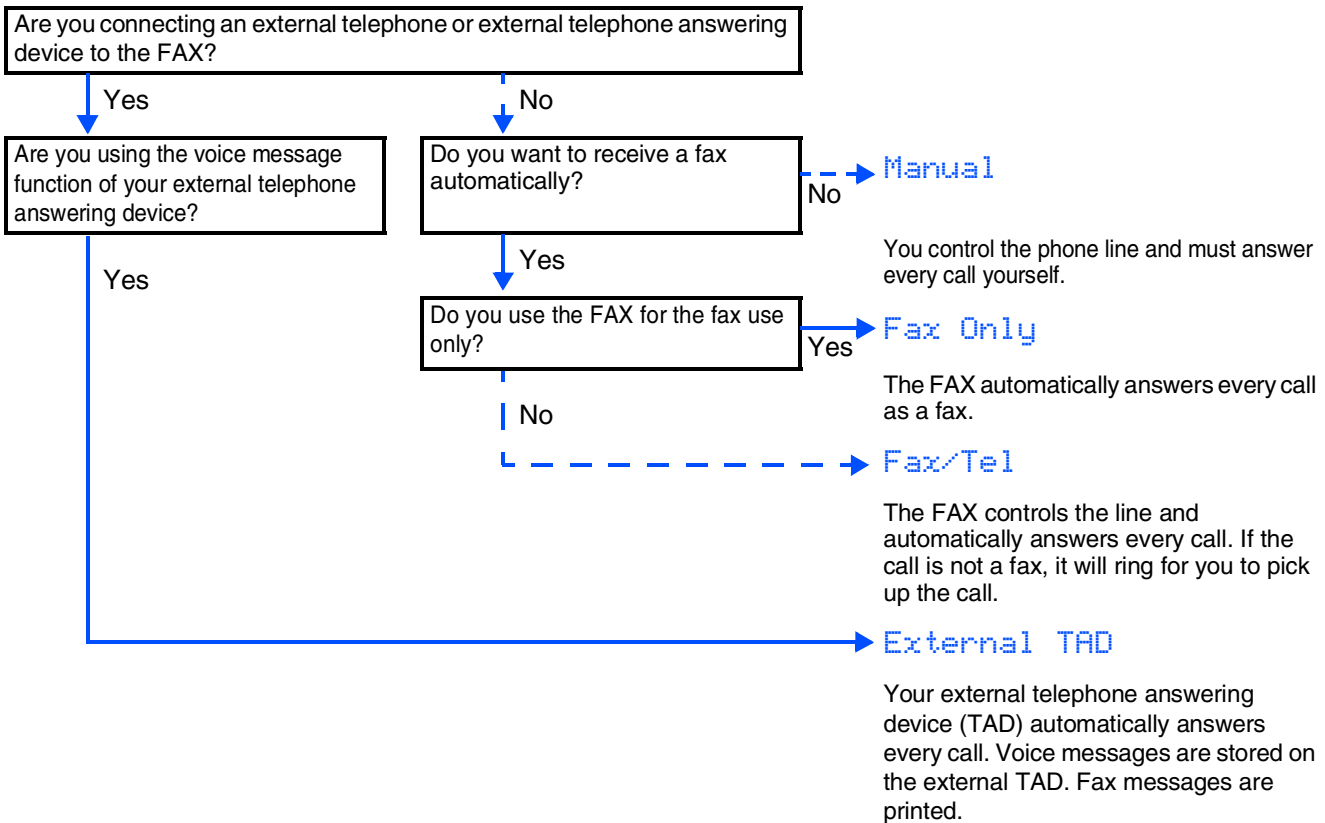 Are you connecting an external telephone or external telephone answering
device to the FAX?
Yes
No
Are you using the voice message
function of your external telephone
answering device?
Do you want to receive a fax
automatically?
No
Manual
You control the phone line and must answer
every call yourself.
Yes
Yes
Do you use the FAX for the fax use
only?
Yes
Fax Only
The FAX automatically answers every call
as a fax.
No
Fax/Tel
The FAX controls the line and
automatically answers every call. If the
call is not a fax, it will ring for you to pick
up the call.
External TAD
Your external telephone answering
device (TAD) automatically answers
every call. Voice messages are stored on
the external TAD. Fax messages are
printed.